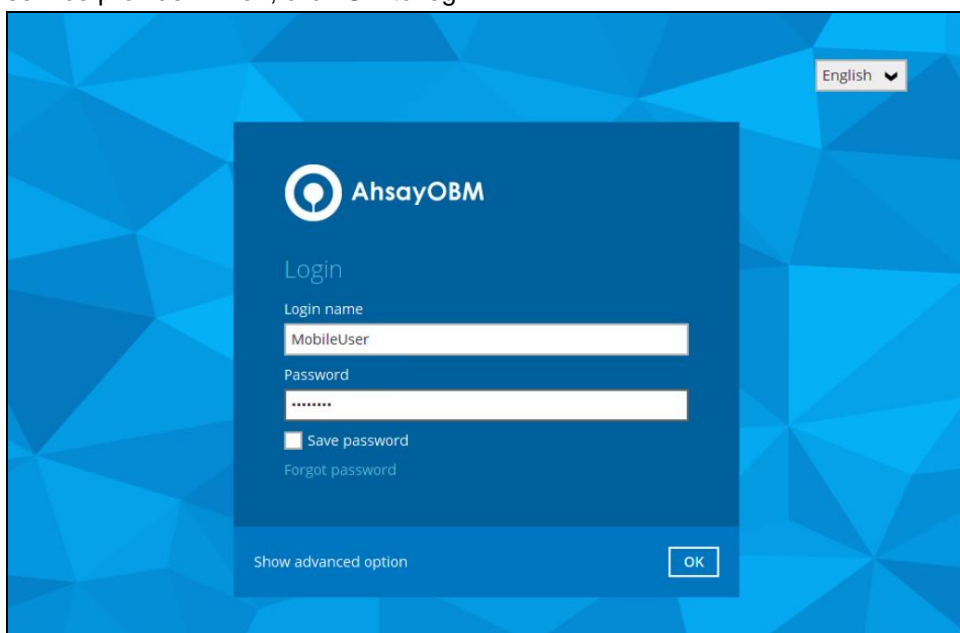 English
AhsayOBM
Login
Login name
MobileUser
Password
••••••••
Save password
Forgot password
Show advanced option
OK